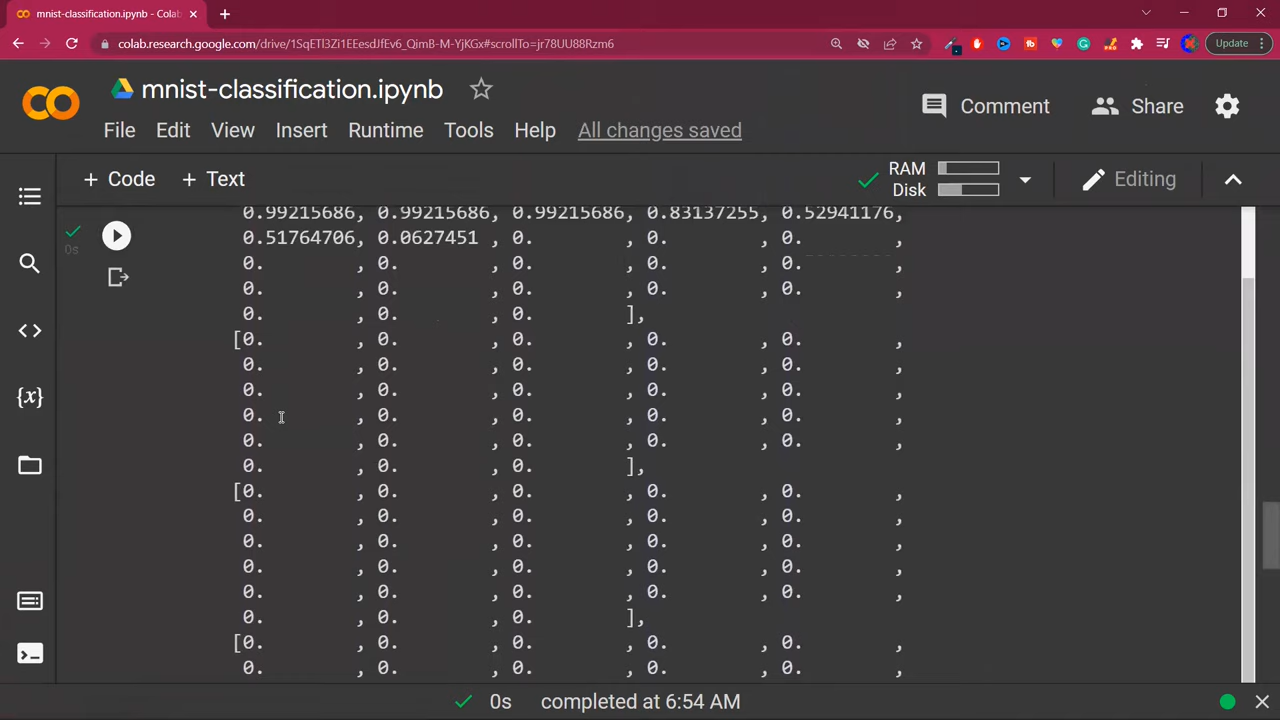 mnist-classification.ipynb - Colab
colab.research.google.com/drive/1SqETl3Zi1EEesdJfEv6_QimB-M-YjKGx#scrollTo=jr78UU88Rzm6
Update
mnist-classification.ipynb
Comment
Share
File Edit View Insert Runtime Tools Help All changes saved
+ Code + Text
RAM
Disk
Editing
0.99215686, 0.99215686, 0.99215686, 0.83137255, 0.52941176,
0.51764706, 0.0627451 , 0. , 0. , 0. ,
0. , 0. , 0. , 0. , 0. ,
0. , 0. , 0. , 0. , 0. ,
0. , 0. , 0. ],
[0. , 0. , 0. , 0. , 0. ,
0. , 0. , 0. , 0. , 0. ,
0. , 0. , 0. , 0. , 0. ,
0. , 0. , 0. , 0. , 0. ,
0. , 0. , 0. , 0. , 0. ,
0. , 0. , 0. ],
[0. , 0. , 0. , 0. , 0. ,
0. , 0. , 0. , 0. , 0. ,
0. , 0. , 0. , 0. , 0. ,
0. , 0. , 0. , 0. , 0. ,
0. , 0. , 0. , 0. , 0. ,
0. , 0. , 0. ],
[0. , 0. , 0. , 0. , 0. ,
0. , 0. , 0. , 0. , 0. ,
0s
{x}
0s completed at 6:54 AM